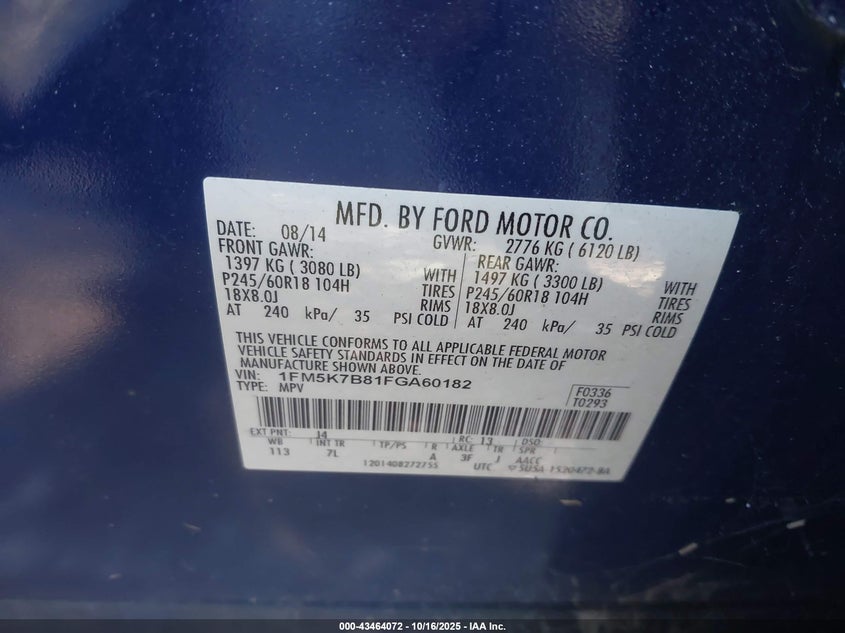 MFD. BY FORD MOTOR CO.
DATE: 08/14 GVWR: 2776 KG ( 6120 LB)
FRONT GAWR: REAR GAWR:
1397 KG ( 3080 LB) WITH 1497 KG ( 3300 LB) WITH
P245/60R18 104H TIRES P245/60R18 104H TIRES
18X8.0J RIMS 18X8.0J RIMS
AT 240 kPa/ 35 PSI COLD AT 240 kPa/ 35 PSI COLD
THIS VEHICLE CONFORMS TO ALL APPLICABLE FEDERAL MOTOR
VEHICLE SAFETY STANDARDS IN EFFECT ON THE DATE OF
MANUFACTURE SHOWN ABOVE.
VIN: 1FM5K7B81FGA60182
TYPE: MPV
F0336
T0293
EXT PNT: J4 RC: 13 DSO:
WB INT TR TP/PS R AXLE TR SPR
113 7L A 3F J AACC
1201408272755 UTC 5USA-1520472-BA
000-43464072 | 10/16/2025 - IAA Inc.